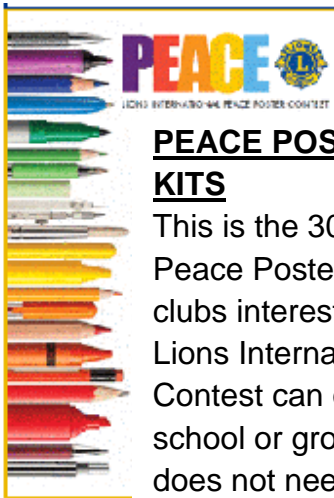 PEACE
LIONS INTERNATIONAL PEACE POSTER CONTEST
PEACE POS
KITS
This is the 30
Peace Poste
clubs interest
Lions Interna
Contest can
school or gro
does not nee